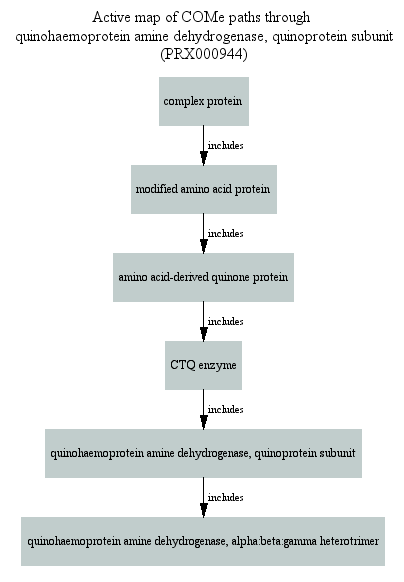 Active map of COMe paths through
quinohaemoprotein amine dehydrogenase, quinoprotein subunit
(PRX000944)
complex protein
includes
modified amino acid protein
includes
amino acid-derived quinone protein
includes
CTQ enzyme
includes
quinohaemoprotein amine dehydrogenase, quinoprotein subunit
includes
quinohaemoprotein amine dehydrogenase, alpha:beta:gamma heterotrimer